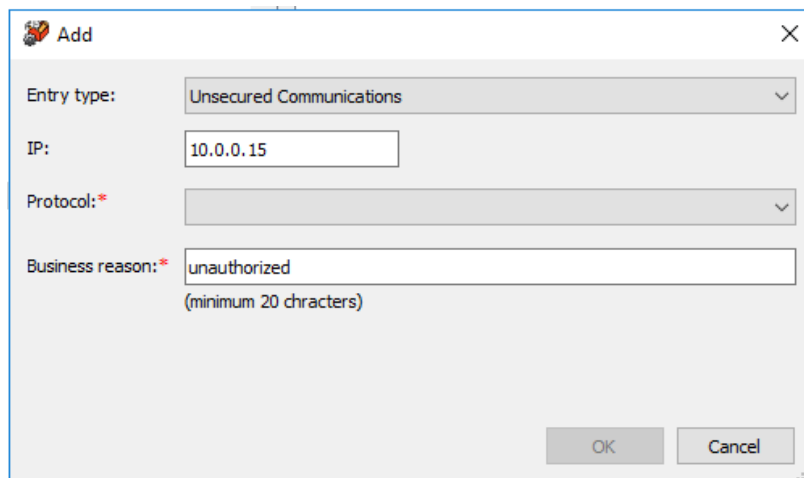 Add
Entry type: Unsecured Communications
IP: 10.0.0.15
Protocol:*
Business reason:* unauthorized
(minimum 20 chracters)
OK Cancel